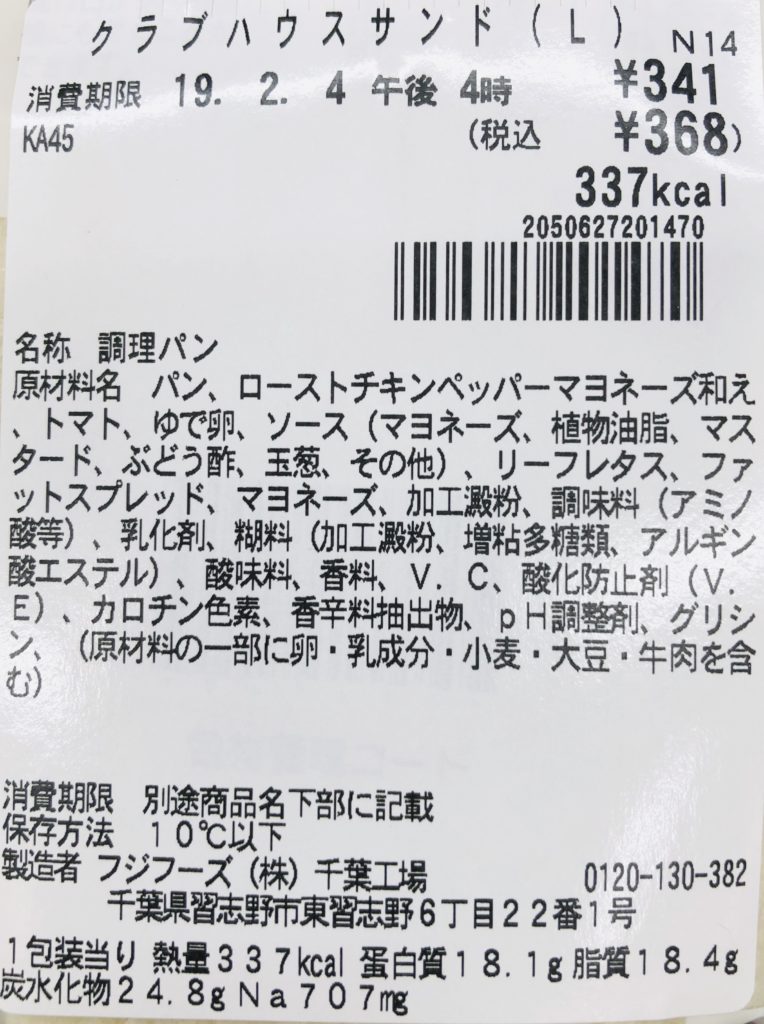 クラブハウスサンド(L) N14
消費期限 19. 2. 4 午後 4時 ¥341
KA45 (税込 ¥368)
337kcal
2050627201470
名称 調理パン
原材料名 パン、ローストチキンペッパーマヨネーズ和え
、トマト、ゆで卵、ソース(マヨネーズ、植物油脂、マス
タード、ぶどう酢、玉葱、その他)、リーフレタス、ファ
ットスプレッド、マヨネーズ、加工澱粉、調味料(アミノ
酸等)、乳化剤、糊料(加工澱粉、増粘多糖類、アルギン
酸エステル)、酸味料、香料、V.C、酸化防止剤(V.
E)、カロチン色素、香辛料抽出物、pH調整剤、グリシ
ン、(原材料の一部に卵・乳成分・小麦・大豆・牛肉を含
む)
消費期限 別途商品名下部に記載
保存方法 10℃以下
製造者 フジフーズ(株)千葉工場 0120-130-382
千葉県習志野市東習志野6丁目22番1号
1包装当り 熱量337kcal 蛋白質18.1g 脂質18.4g
炭水化物24.8g Na707mg